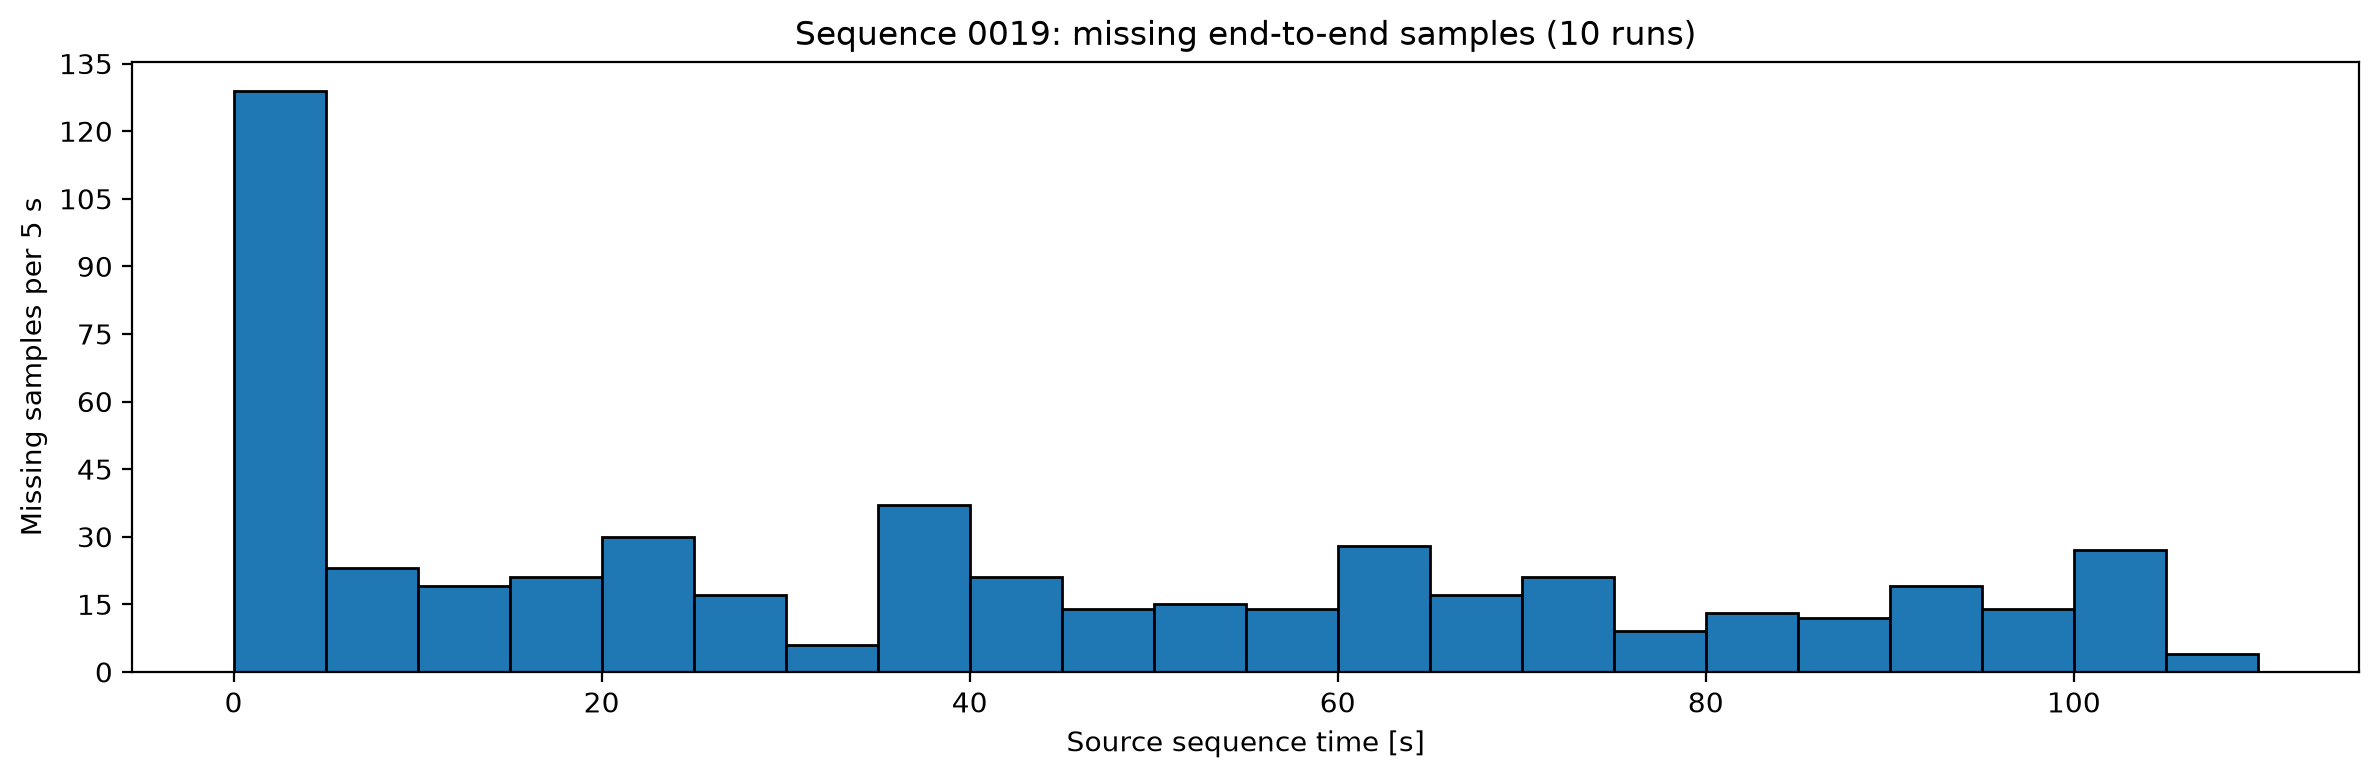 Sequence 0019: missing end-to-end samples (10 runs)
Missing samples per 5 s
135
120
105
90
75
60
45
30
15
0
0 20 40 60 80 100
Source sequence time [s]